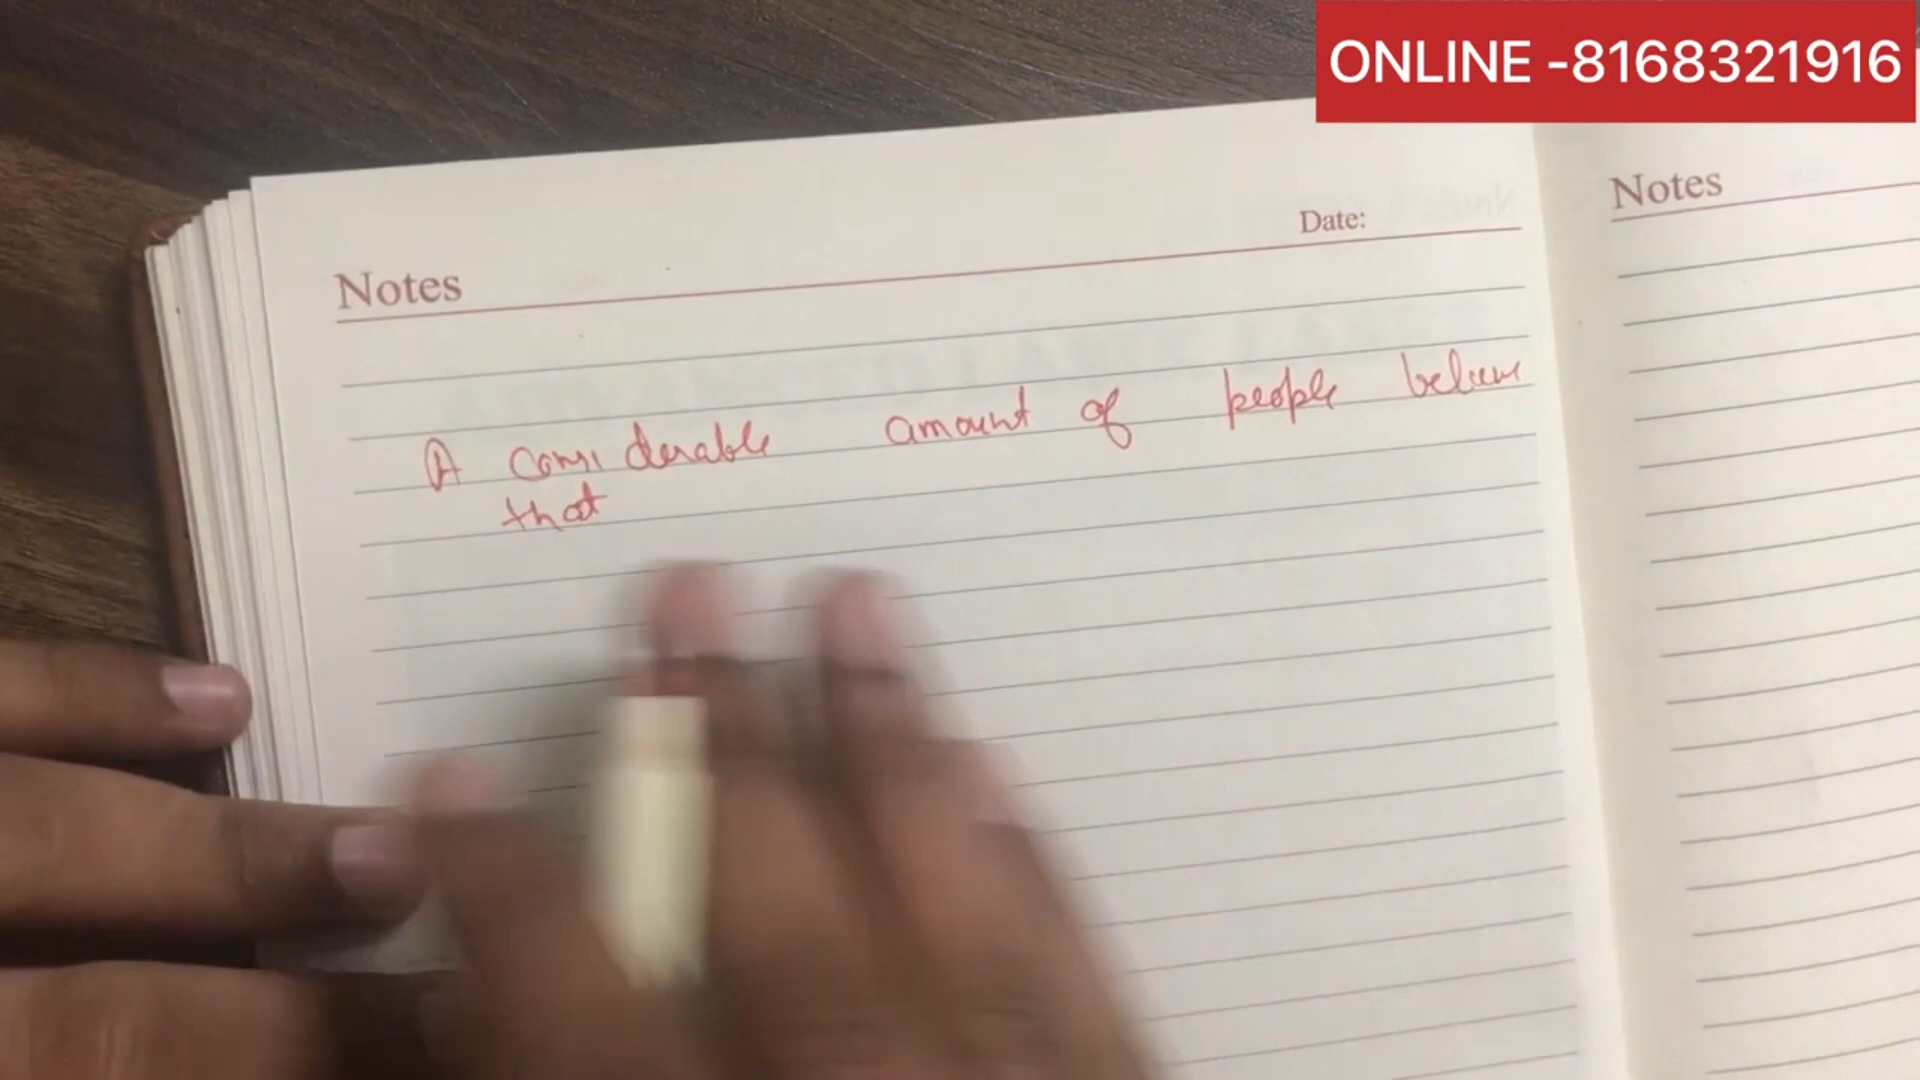 ONLINE -8168321916
Notes
Date:
Notes
A considerable amount of people believe
that